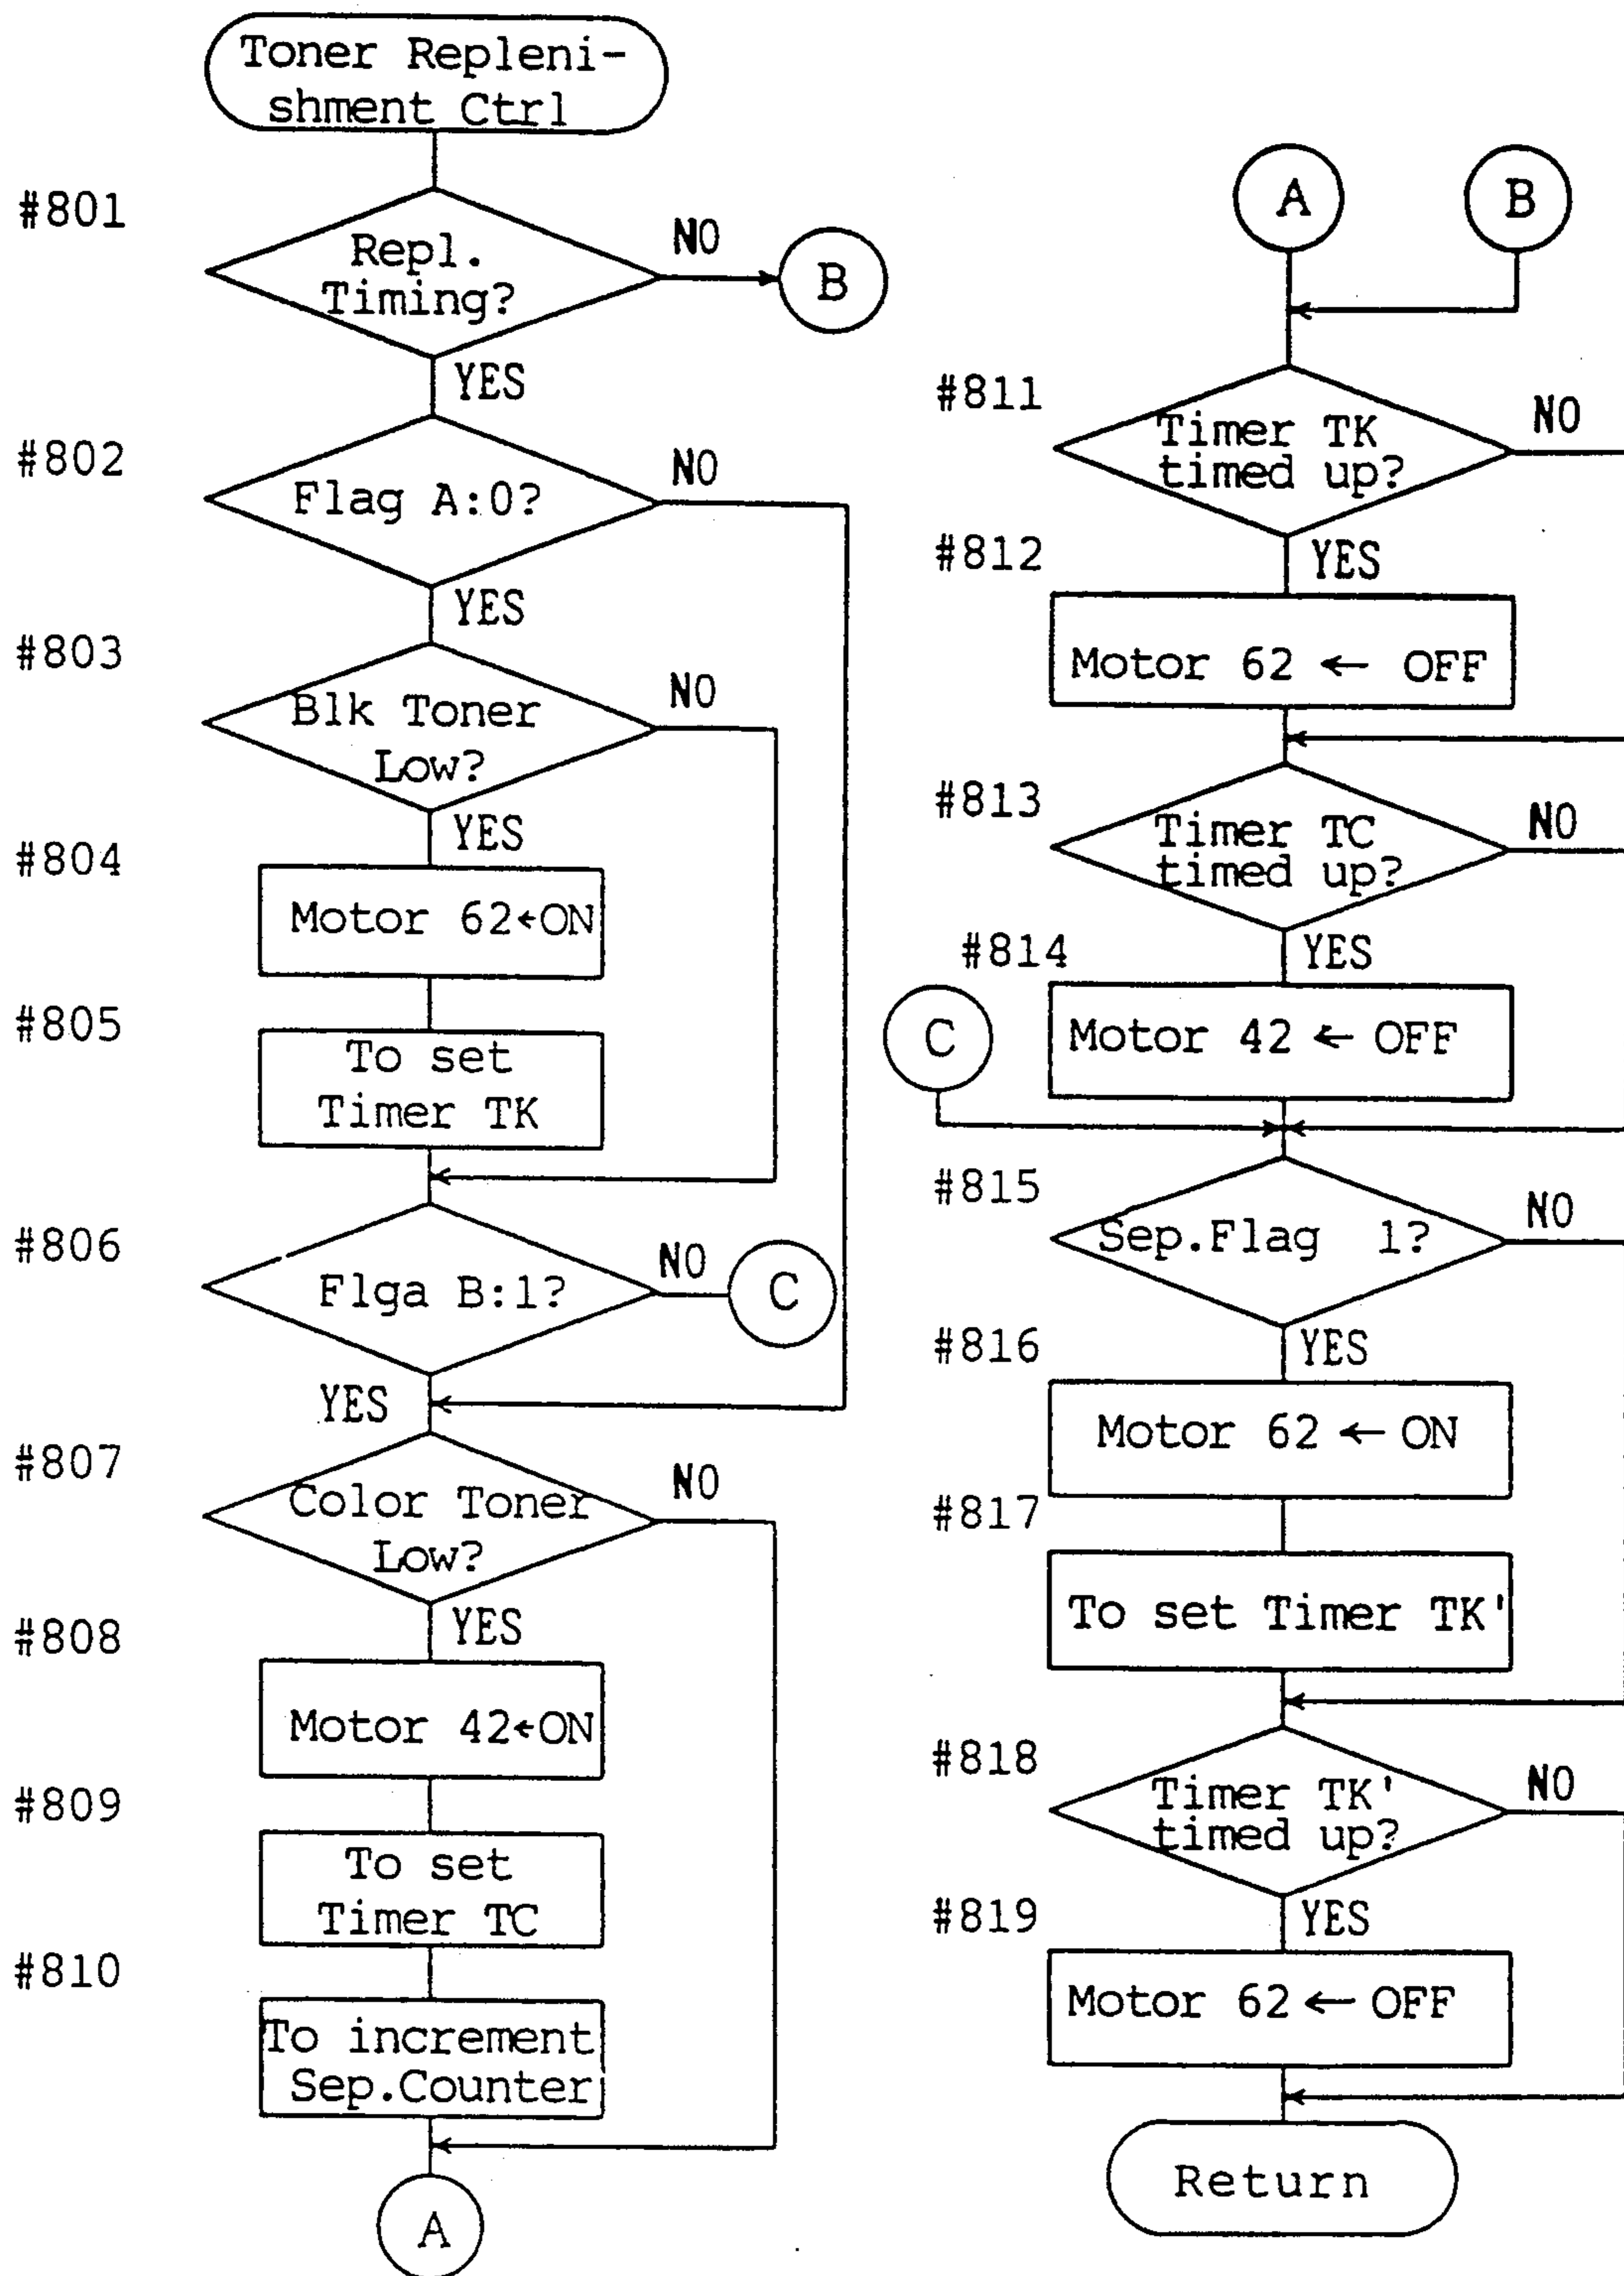 Toner Repleni-
shment Ctrl
#801
Repl.
Timing?
NO
B
YES
#802
Flag A:0?
NO
YES
#803
Blk Toner
Low?
NO
YES
#804
Motor 62←ON
#805
To set
Timer TK
#806
Flga B:1?
NO
C
YES
#807
Color Toner
Low?
NO
YES
#808
Motor 42←ON
#809
To set
Timer TC
#810
To increment
Sep.Counter
A
A
B
#811
Timer TK
timed up?
NO
#812
YES
Motor 62 ← OFF
#813
Timer TC
timed up?
NO
#814
YES
C
Motor 42 ← OFF
#815
Sep.Flag 1?
NO
#816
YES
Motor 62 ← ON
#817
To set Timer TK'
#818
Timer TK'
timed up?
NO
#819
YES
Motor 62 ← OFF
Return